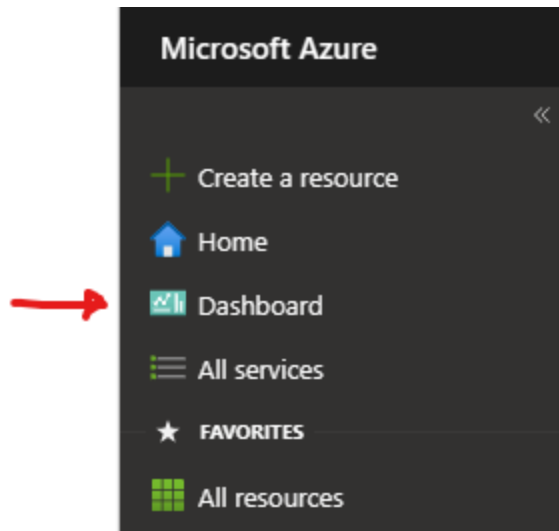 Microsoft Azure
«
Create a resource
Home
Dashboard
All services
FAVORITES
All resources